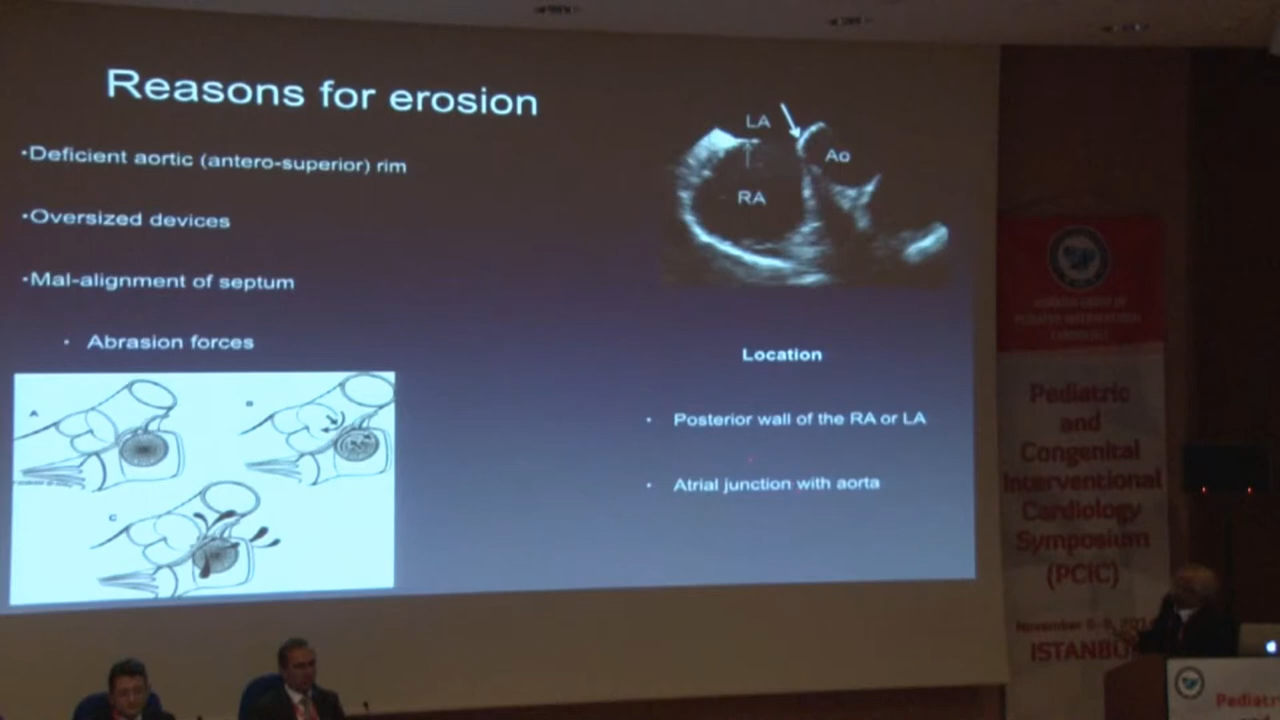 Reasons for erosion
•Deficient aortic (antero-superior) rim
•Oversized devices
•Mal-alignment of septum
• Abrasion forces
A
B
C
LA
Ao
RA
Location
• Posterior wall of the RA or LA
• Atrial junction with aorta
Pediatric
and
Congenital
Interventional
Cardiology
Symposium
(PCIC)
November
ISTANBU
Pediatr